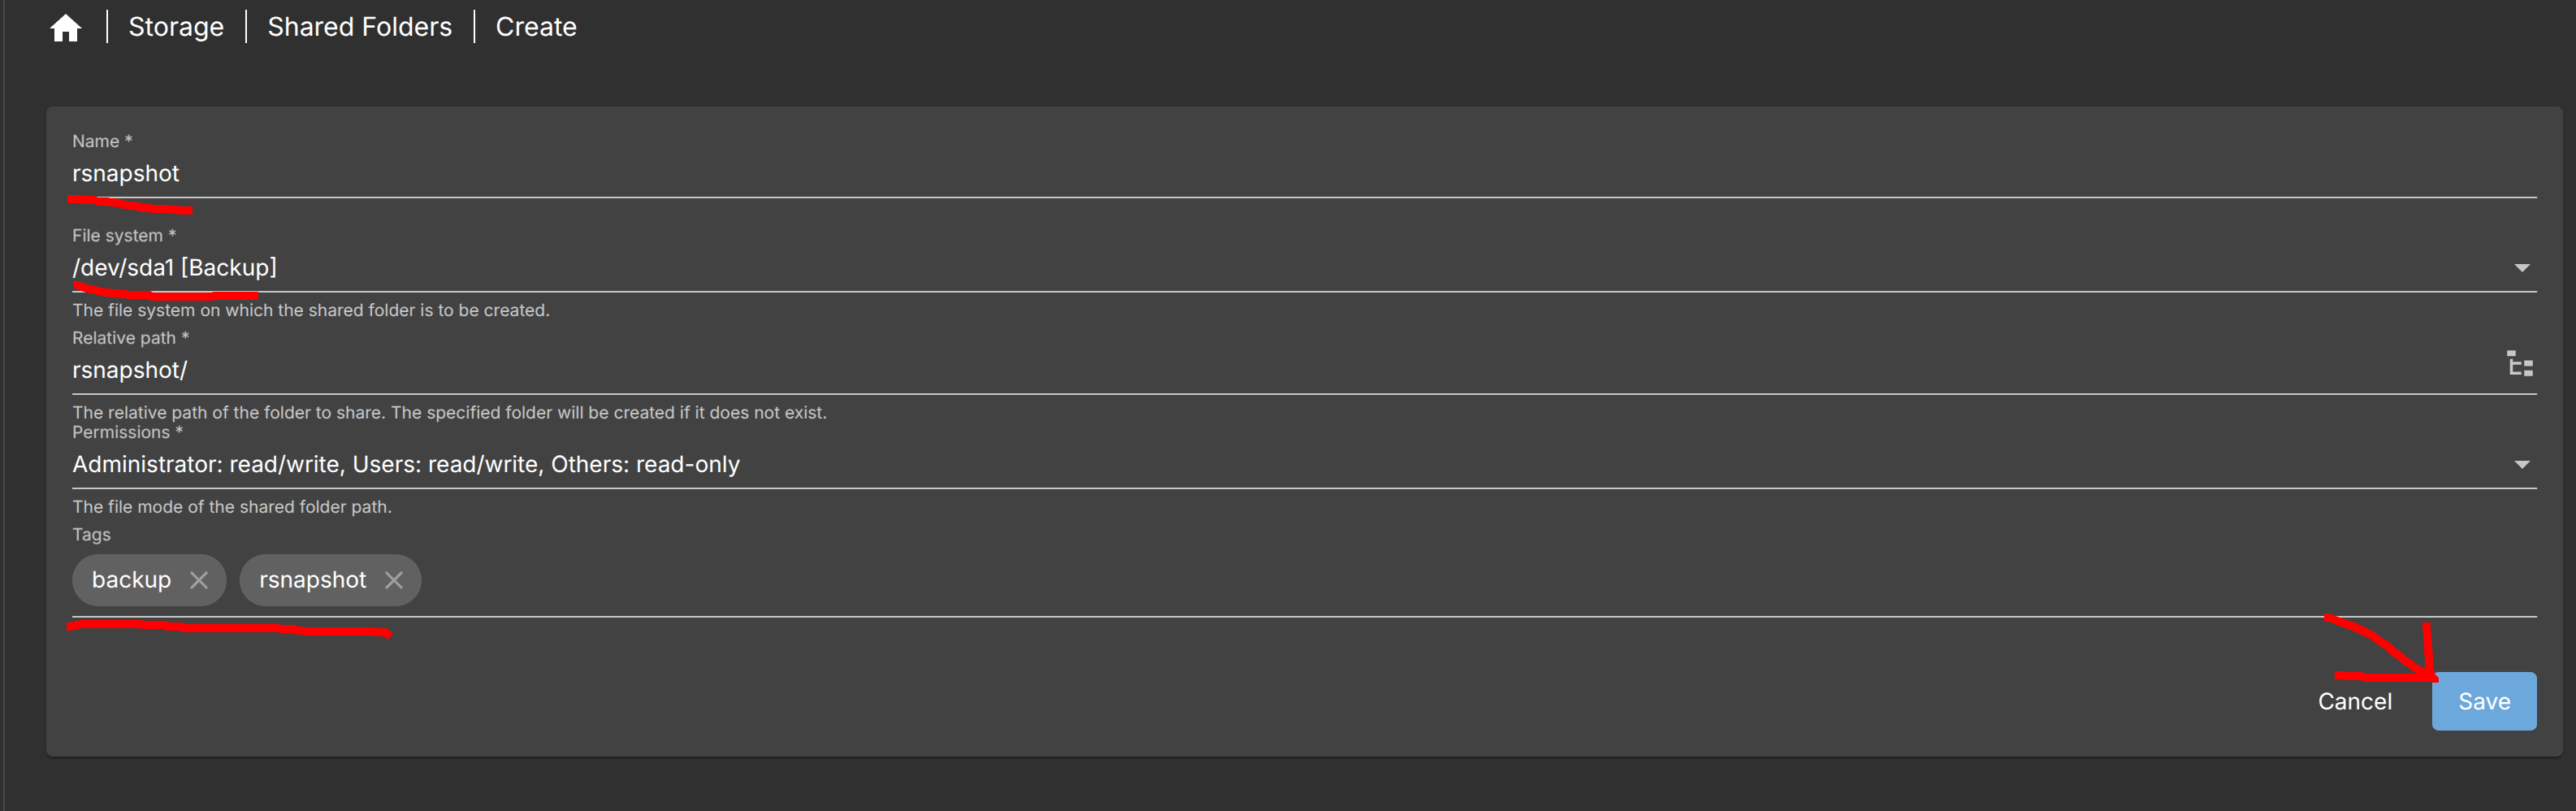 Storage | Shared Folders | Create
Name *
rsnapshot
File system *
/dev/sda1 [Backup]
The file system on which the shared folder is to be created.
Relative path *
rsnapshot/
The relative path of the folder to share. The specified folder will be created if it does not exist.
Permissions *
Administrator: read/write, Users: read/write, Others: read-only
The file mode of the shared folder path.
Tags
backup rsnapshot
Cancel Save